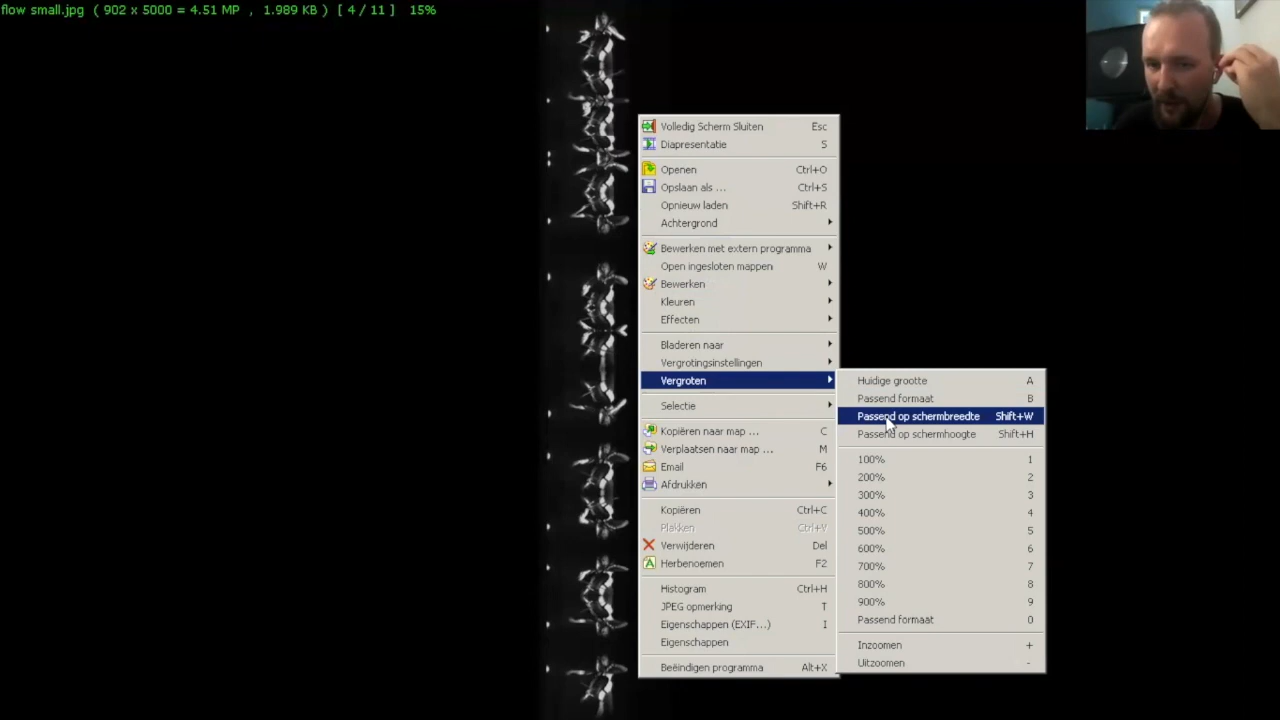 flow small.jpg ( 902 x 5000 = 4.51 MP , 1.989 KB ) [ 4 / 11 ] 15%
Volledig Scherm Sluiten Esc
Diapresentatie S
Openen Ctrl+O
Opslaan als ... Ctrl+S
Opnieuw laden Shift+R
Achtergrond
Bewerken met extern programma
Open ingesloten mappen W
Bewerken
Kleuren
Effecten
Bladeren naar
Vergrotingsinstellingen
Vergroten
Selectie
Kopiëren naar map ... C
Verplaatsen naar map ... M
Email F6
Afdrukken
Kopiëren Ctrl+C
Plakken Ctrl+V
Verwijderen Del
Herbenoemen F2
Histogram Ctrl+H
JPEG opmerking T
Eigenschappen (EXIF...) I
Eigenschappen
Beëindigen programma Alt+X
Huidige grootte A
Passend formaat B
Passend op schermbreedte Shift+W
Passend op schermhoogte Shift+H
100% 1
200% 2
300% 3
400% 4
500% 5
600% 6
700% 7
800% 8
900% 9
Passend formaat 0
Inzoomen +
Uitzoomen -